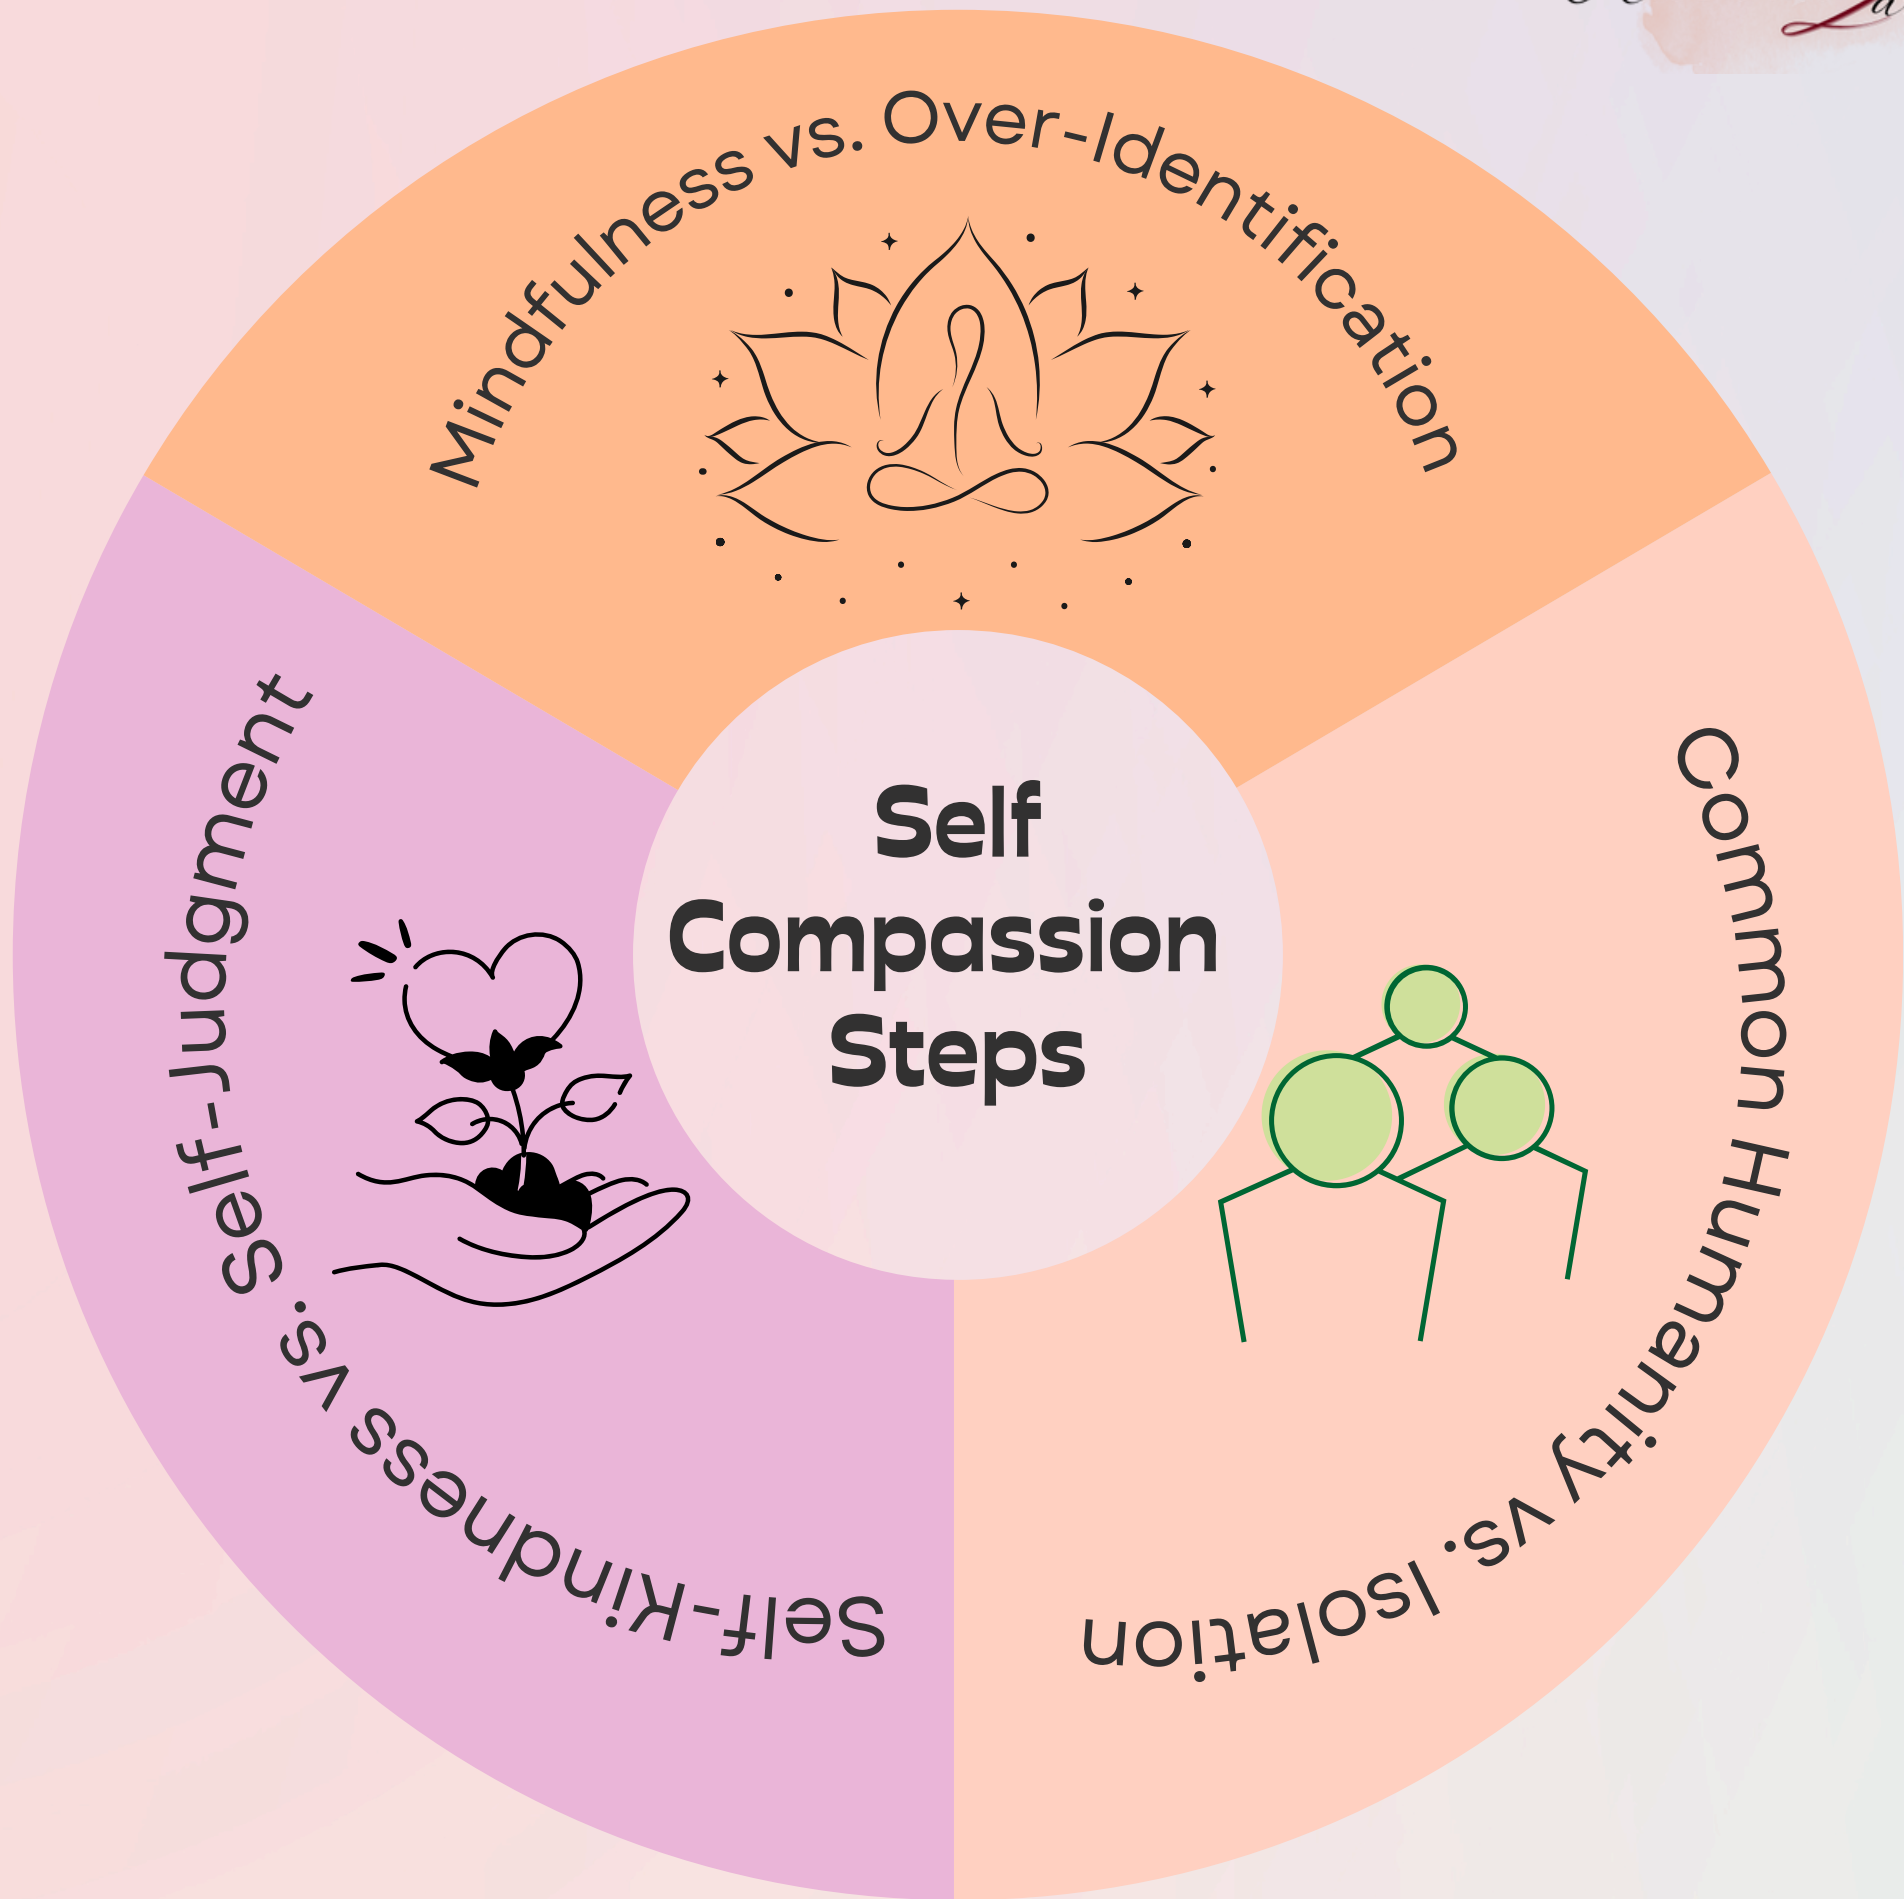 Mindfulness vs. Over-Identification
Common Humanity vs. Isolation
Self-Kindness vs. Self-Judgment
Self
Compassion
Steps